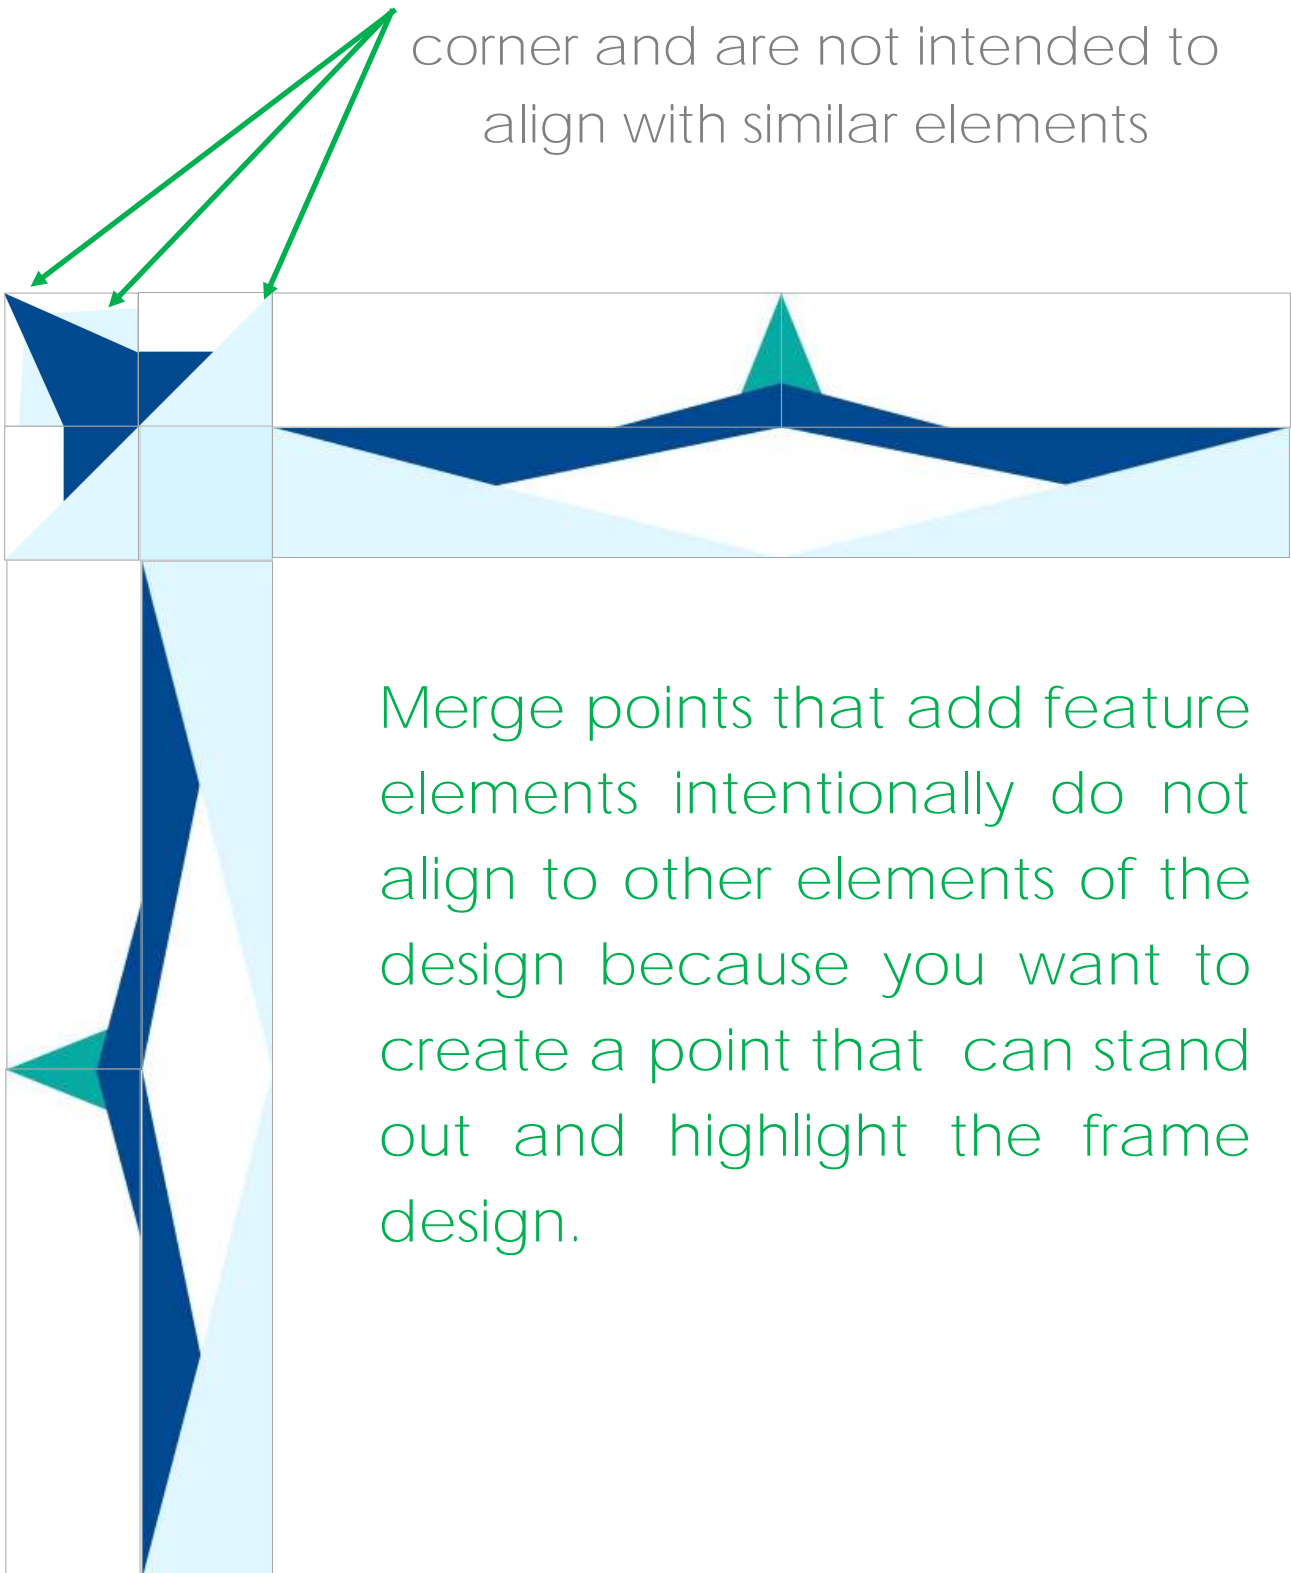 corner and are not intended to
align with similar elements
Merge points that add feature
elements intentionally do not
align to other elements of the
design because you want to
create a point that can stand
out and highlight the frame
design.